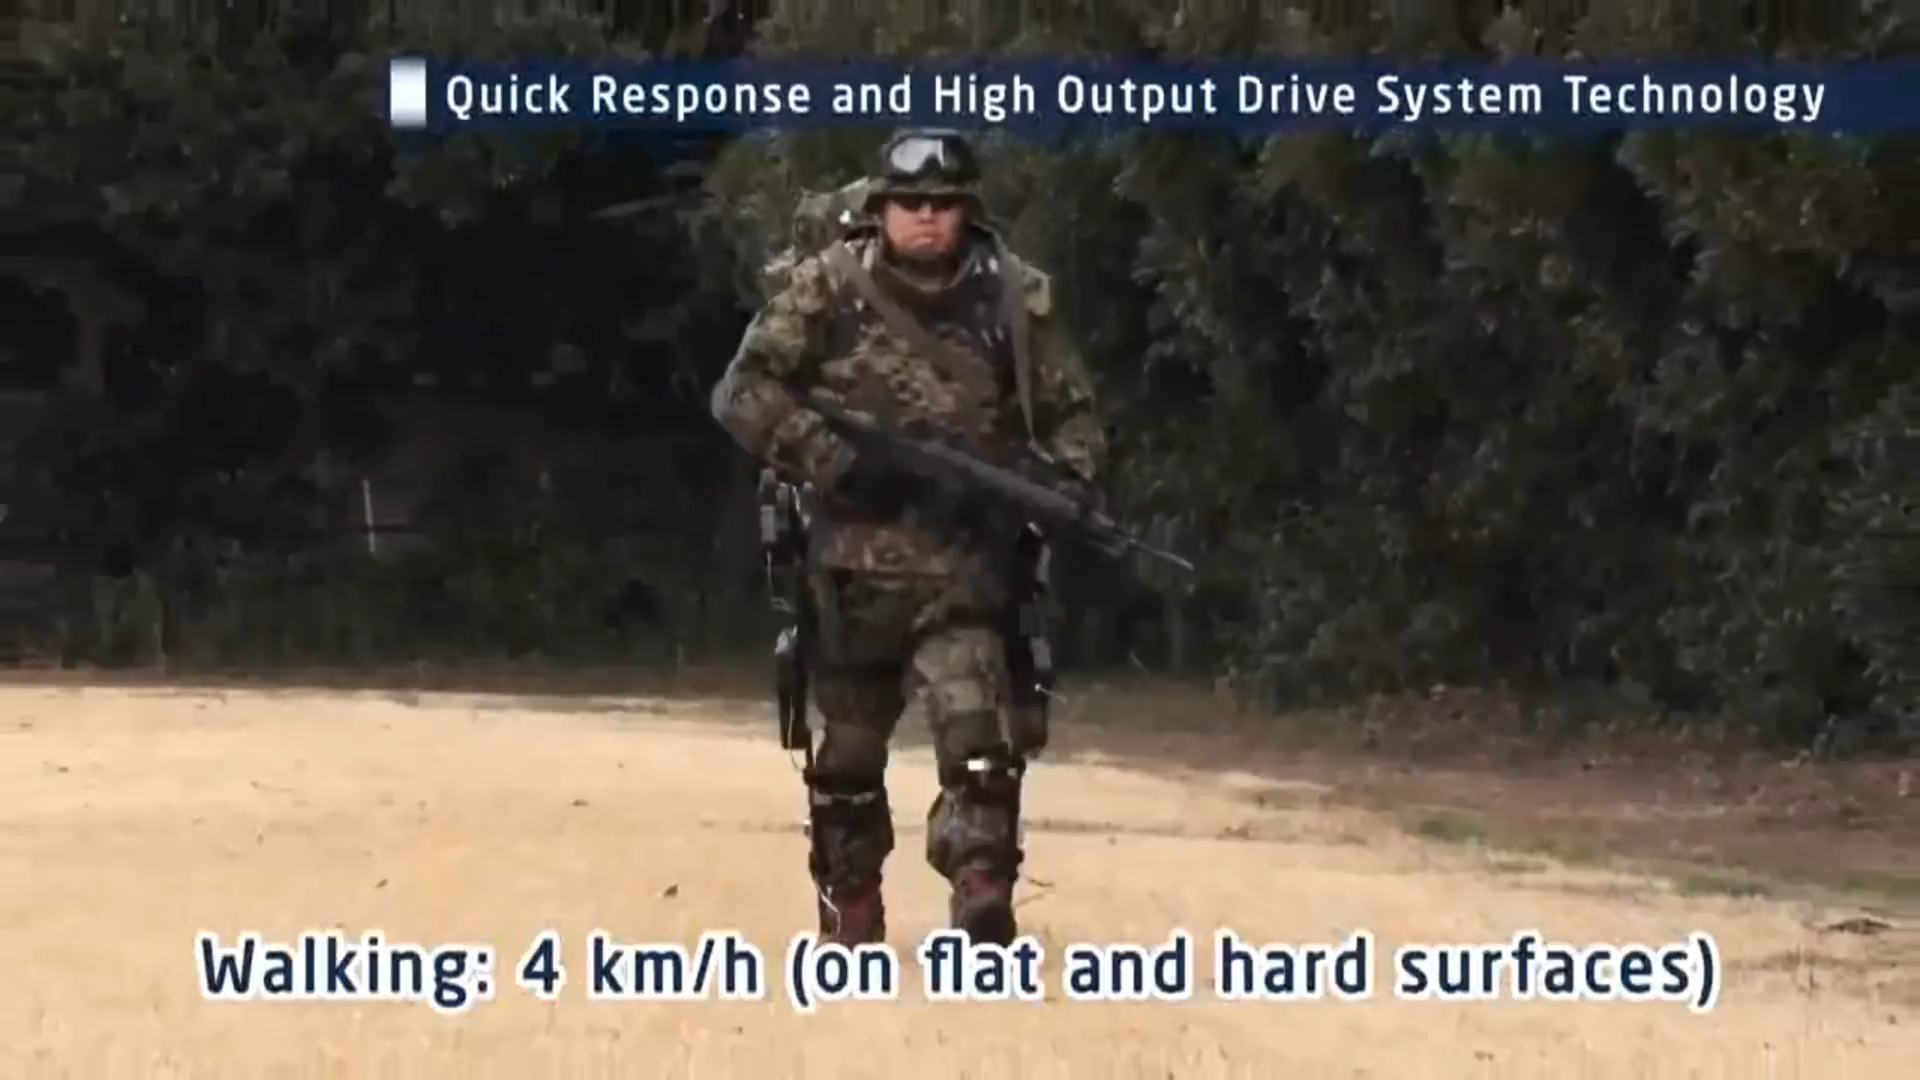 Quick Response and High Output Drive System Technology
Walking: 4 km/h (on flat and hard surfaces)